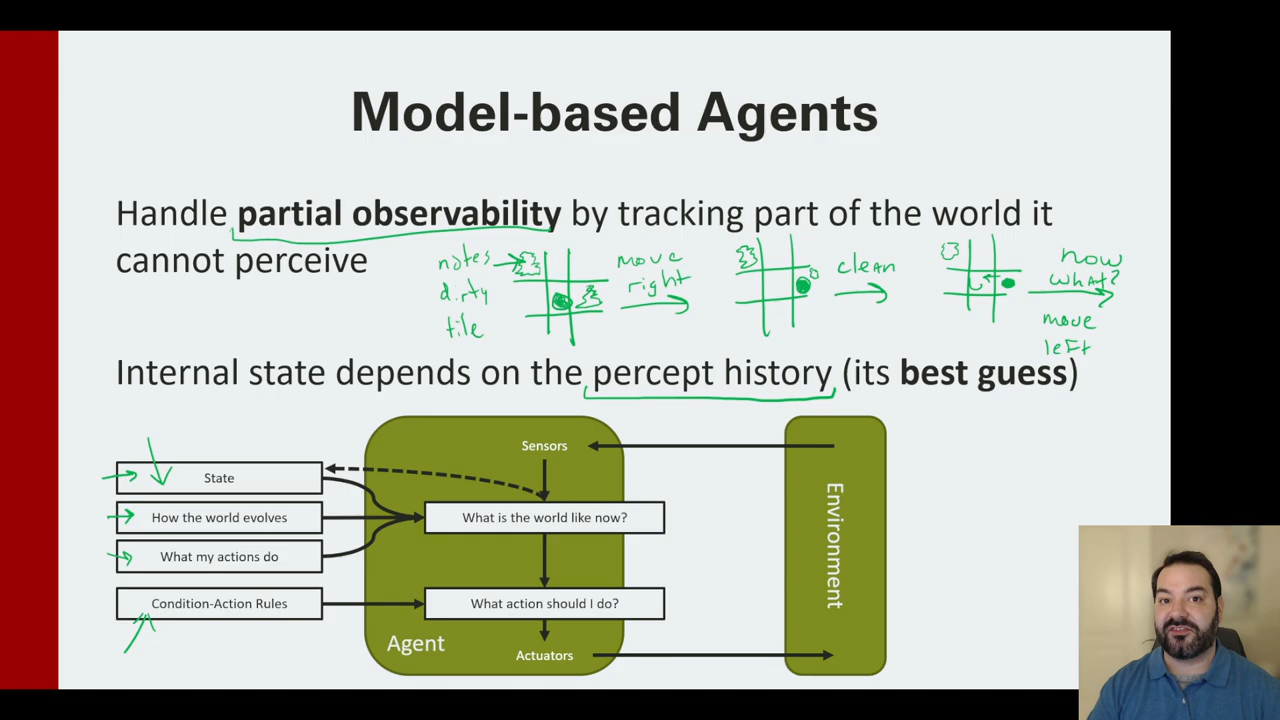 Model-based Agents
Handle partial observability by tracking part of the world it
cannot perceive
notes
dirty
tile
move
right
clean
now
what?
move
left
Internal state depends on the percept history (its best guess)
State
How the world evolves
What my actions do
Condition-Action Rules
Sensors
What is the world like now?
What action should I do?
Agent
Actuators
Environment